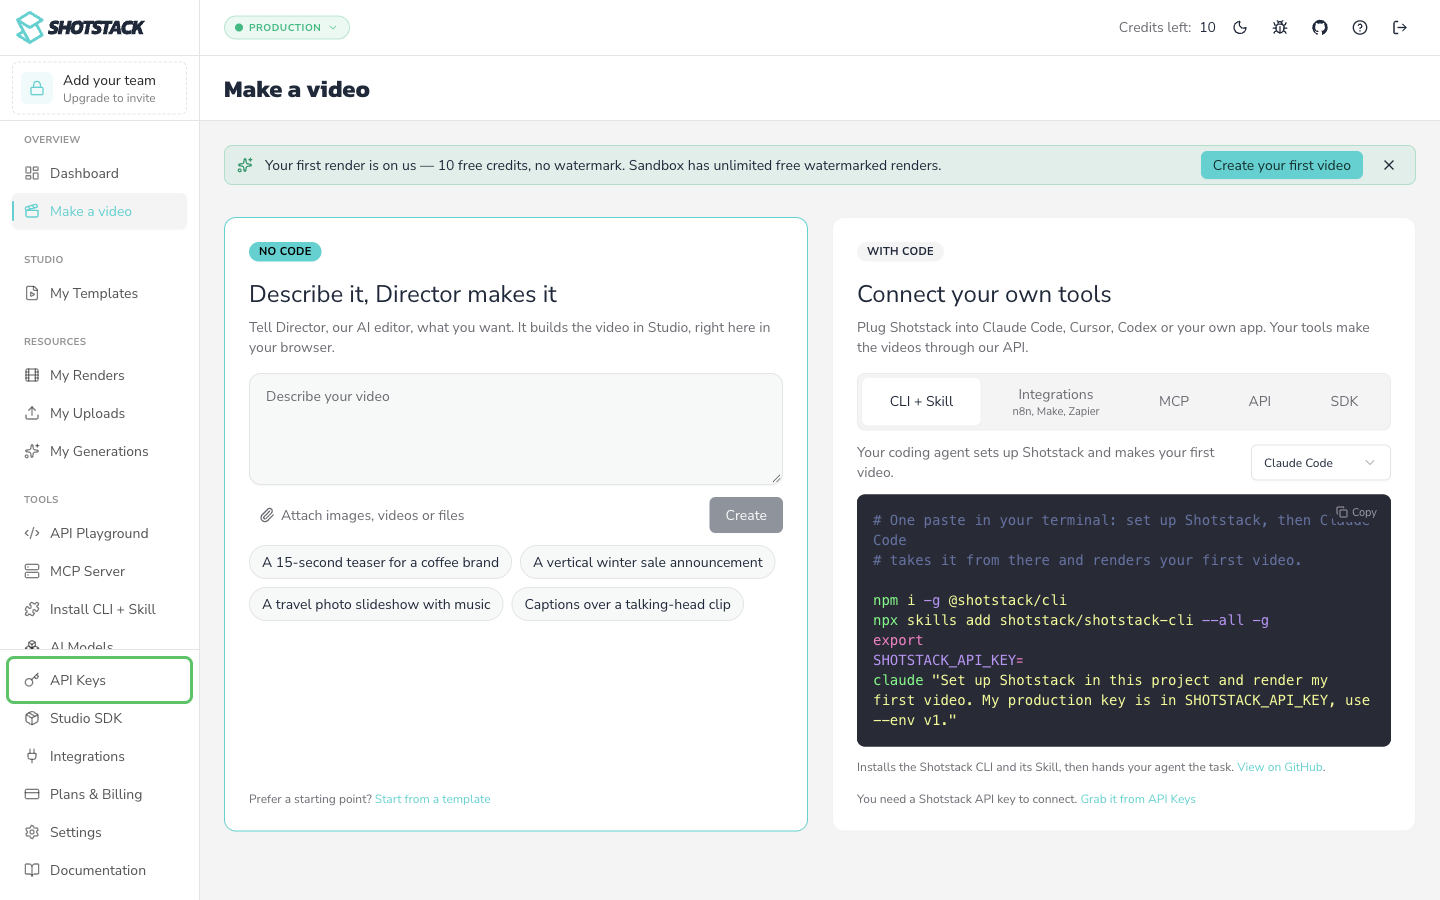 SHOTSTACK
PRODUCTION
Credits left: 10
Add your team
Upgrade to invite
Make a video
OVERVIEW
Dashboard
Make a video
STUDIO
My Templates
RESOURCES
My Renders
My Uploads
My Generations
TOOLS
API Playground
MCP Server
Install CLI + Skill
AI Models
API Keys
Studio SDK
Integrations
Plans & Billing
Settings
Documentation
Your first render is on us — 10 free credits, no watermark. Sandbox has unlimited free watermarked renders.
Create your first video
NO CODE
Describe it, Director makes it
Tell Director, our AI editor, what you want. It builds the video in Studio, right here in
your browser.
Describe your video
Attach images, videos or files
Create
A 15-second teaser for a coffee brand
A vertical winter sale announcement
A travel photo slideshow with music
Captions over a talking-head clip
Prefer a starting point? Start from a template
WITH CODE
Connect your own tools
Plug Shotstack into Claude Code, Cursor, Codex or your own app. Your tools make
the videos through our API.
CLI + Skill
Integrations
n8n, Make, Zapier
MCP
API
SDK
Your coding agent sets up Shotstack and makes your first
video.
Claude Code
Copy
# One paste in your terminal: set up Shotstack, then Claude
Code
# takes it from there and renders your first video.
npm i -g @shotstack/cli
npx skills add shotstack/shotstack-cli --all -g
export
SHOTSTACK_API_KEY=
claude "Set up Shotstack in this project and render my
first video. My production key is in SHOTSTACK_API_KEY, use
--env v1."
Installs the Shotstack CLI and its Skill, then hands your agent the task. View on GitHub.
You need a Shotstack API key to connect. Grab it from API Keys